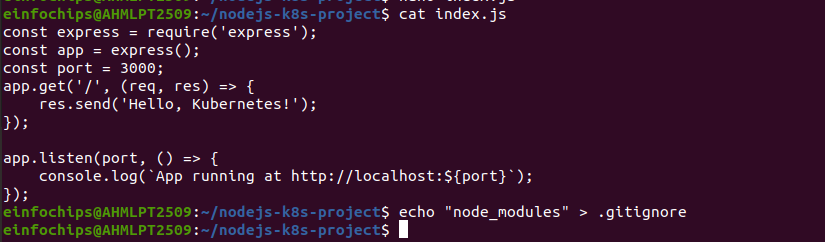 einfochips@AHMLPT2509:~/nodejs-k8s-project$ cat index.js
const express = require('express');
const app = express();
const port = 3000;
app.get('/', (req, res) => {
    res.send('Hello, Kubernetes!');
});

app.listen(port, () => {
    console.log(`App running at http://localhost:${port}`);
});
einfochips@AHMLPT2509:~/nodejs-k8s-project$ echo "node_modules" > .gitignore
einfochips@AHMLPT2509:~/nodejs-k8s-project$